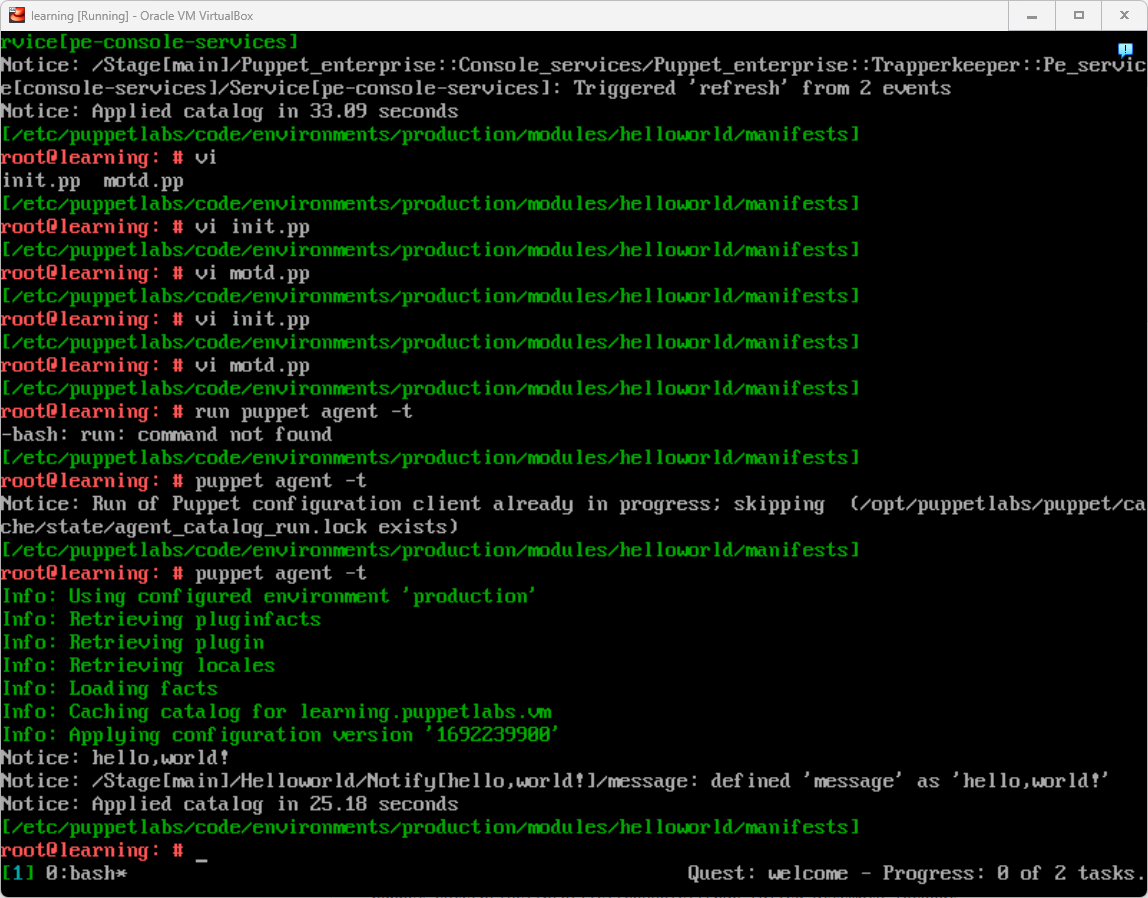 learning [Running] - Oracle VM VirtualBox
rvice[pe-console-services]
Notice: /Stage[main]/Puppet_enterprise::Console_services/Puppet_enterprise::Trapperkeeper::Pe_servic
e[console-services]/Service[pe-console-services]: Triggered 'refresh' from 2 events
Notice: Applied catalog in 33.09 seconds
[/etc/puppetlabs/code/environments/production/modules/helloworld/manifests]
root@learning: # vi
init.pp  motd.pp
[/etc/puppetlabs/code/environments/production/modules/helloworld/manifests]
root@learning: # vi init.pp
[/etc/puppetlabs/code/environments/production/modules/helloworld/manifests]
root@learning: # vi motd.pp
[/etc/puppetlabs/code/environments/production/modules/helloworld/manifests]
root@learning: # vi init.pp
[/etc/puppetlabs/code/environments/production/modules/helloworld/manifests]
root@learning: # vi motd.pp
[/etc/puppetlabs/code/environments/production/modules/helloworld/manifests]
root@learning: # run puppet agent -t
-bash: run: command not found
[/etc/puppetlabs/code/environments/production/modules/helloworld/manifests]
root@learning: # puppet agent -t
Notice: Run of Puppet configuration client already in progress; skipping  (/opt/puppetlabs/puppet/ca
che/state/agent_catalog_run.lock exists)
[/etc/puppetlabs/code/environments/production/modules/helloworld/manifests]
root@learning: # puppet agent -t
Info: Using configured environment 'production'
Info: Retrieving pluginfacts
Info: Retrieving plugin
Info: Retrieving locales
Info: Loading facts
Info: Caching catalog for learning.puppetlabs.vm
Info: Applying configuration version '1692239900'
Notice: hello,world!
Notice: /Stage[main]/Helloworld/Notify[hello,world!]/message: defined 'message' as 'hello,world!'
Notice: Applied catalog in 25.18 seconds
[/etc/puppetlabs/code/environments/production/modules/helloworld/manifests]
root@learning: # _
[1] 0:bash* Quest: welcome - Progress: 0 of 2 tasks.